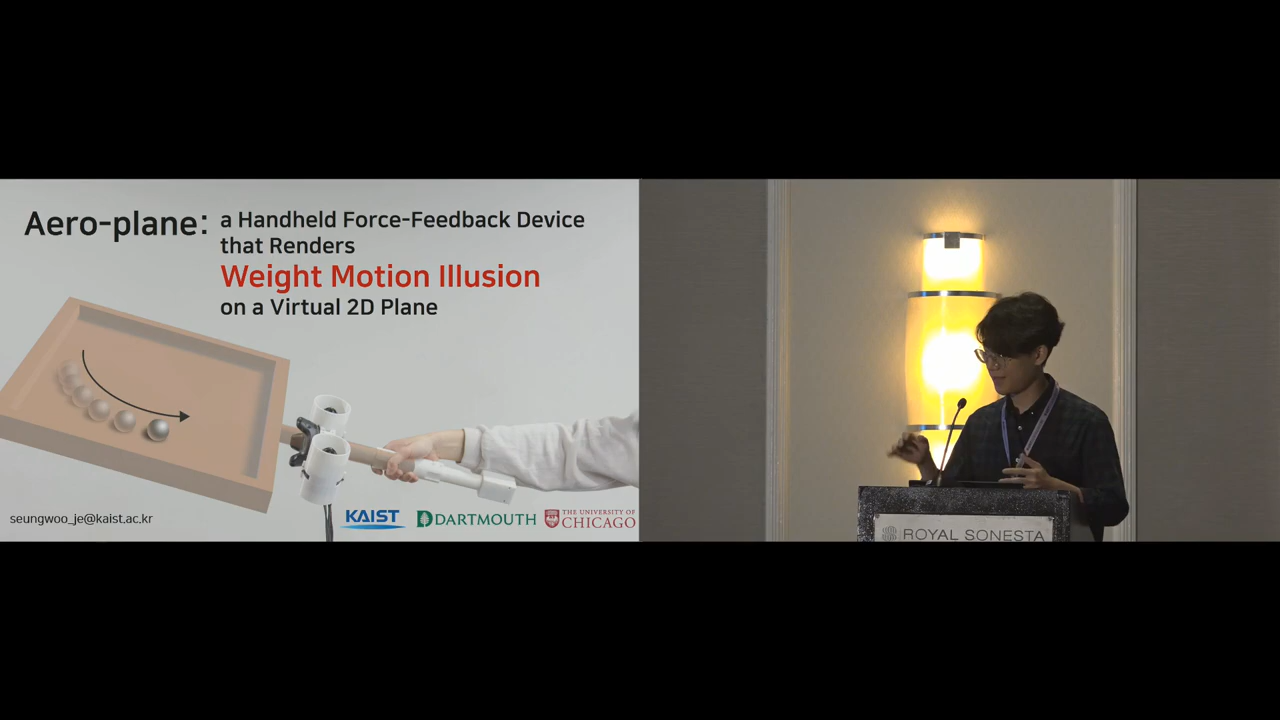 Aero-plane: a Handheld Force-Feedback Device
that Renders
Weight Motion Illusion
on a Virtual 2D Plane
seungwoo_je@kaist.ac.kr
KAIST
DARTMOUTH
THE UNIVERSITY OF
CHICAGO
ROYAL SONESTA